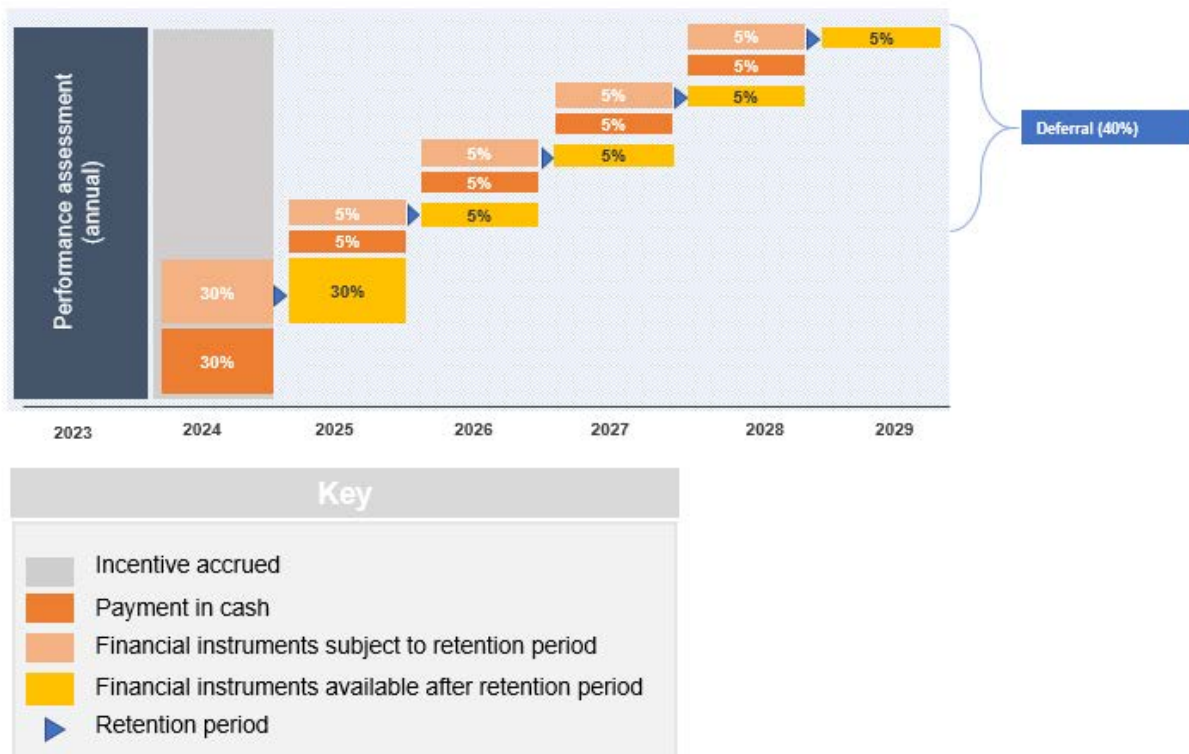 Performance assessment
(annual)
5%
5%
5%
5%
5%
5%
5%
5%
5%
5%
5%
5%
30%
30%
30%
Deferral (40%)
2023
2024
2025
2026
2027
2028
2029
Key
Incentive accrued
Payment in cash
Financial instruments subject to retention period
Financial instruments available after retention period
Retention period